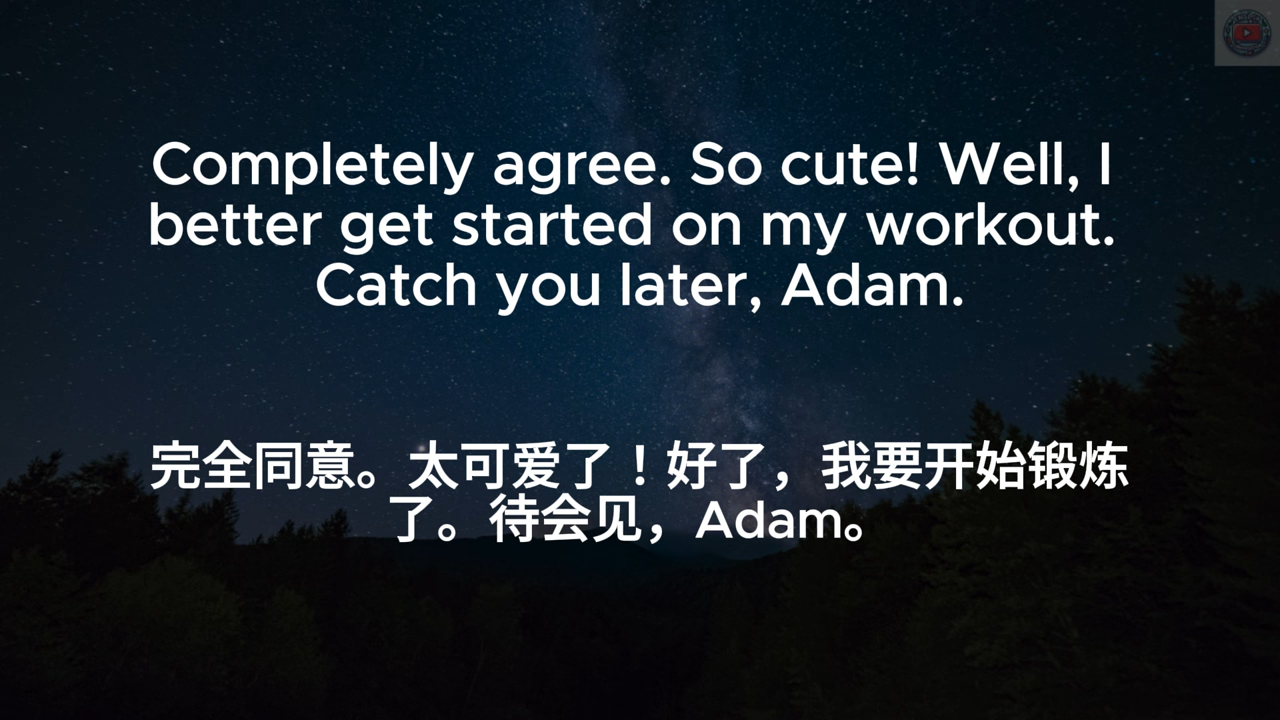 Completely agree. So cute! Well, I
better get started on my workout.
Catch you later, Adam.
完全同意。太可爱了！好了，我要开始锻炼
了。待会见，Adam。